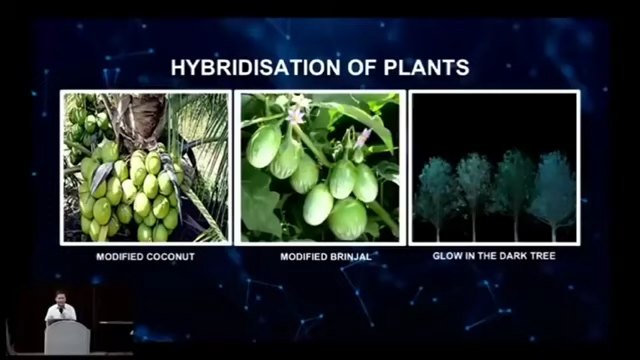 HYBRIDISATION OF PLANTS
MODIFIED COCONUT
MODIFIED BRINJAL
GLOW IN THE DARK TREE